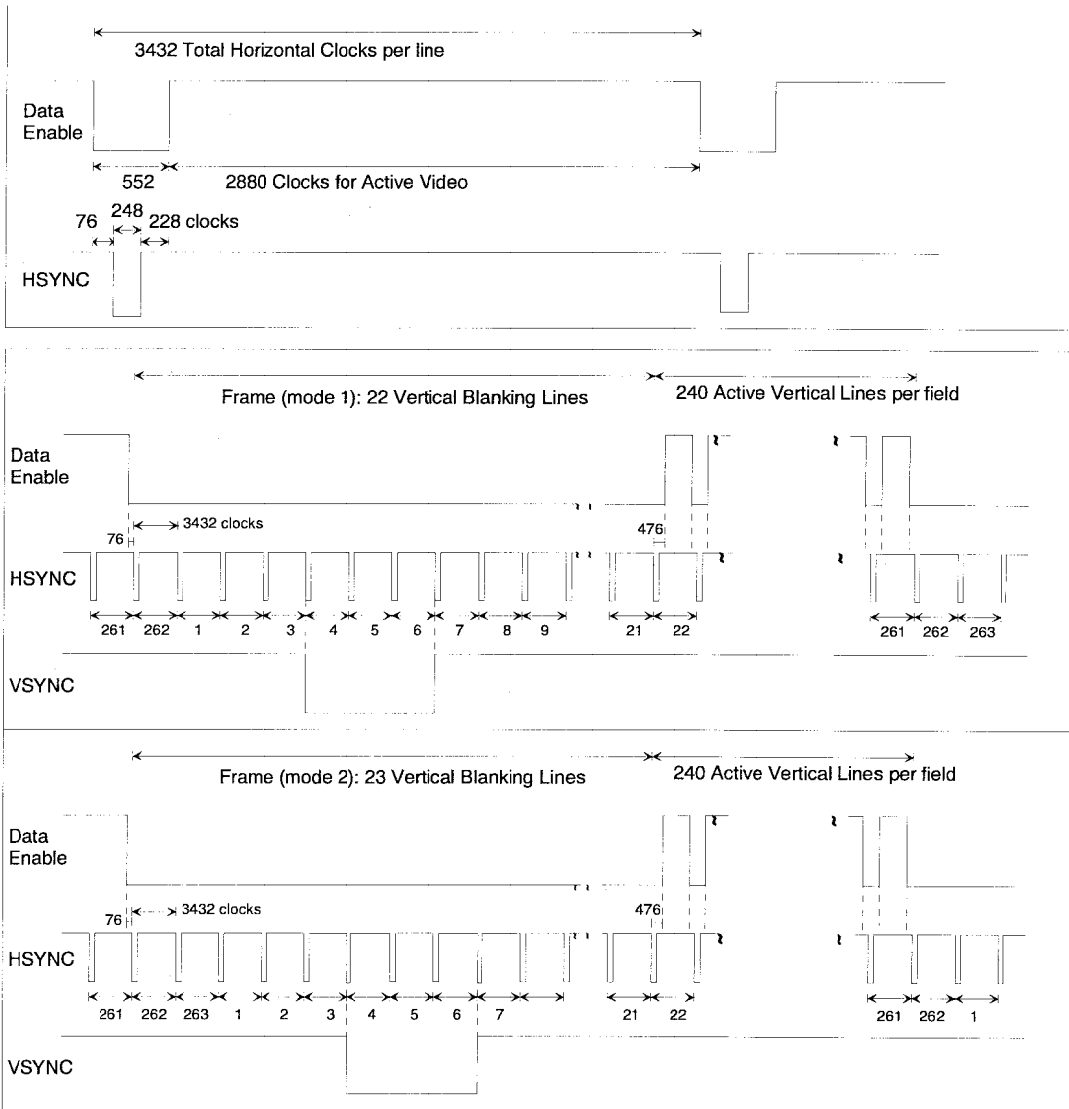 3432 Total Horizontal Clocks per line
Data
Enable
552 2880 Clocks for Active Video
248
76 228 clocks
HSYNC
Frame (mode 1): 22 Vertical Blanking Lines 240 Active Vertical Lines per field
Data
Enable
3432 clocks
76 476
HSYNC
261 262 1 2 3 4 5 6 7 8 9 21 22 261 262 263
VSYNC
Frame (mode 2): 23 Vertical Blanking Lines 240 Active Vertical Lines per field
Data
Enable
3432 clocks
76 476
HSYNC
261 262 263 1 2 3 4 5 6 7 21 22 261 262 1
VSYNC